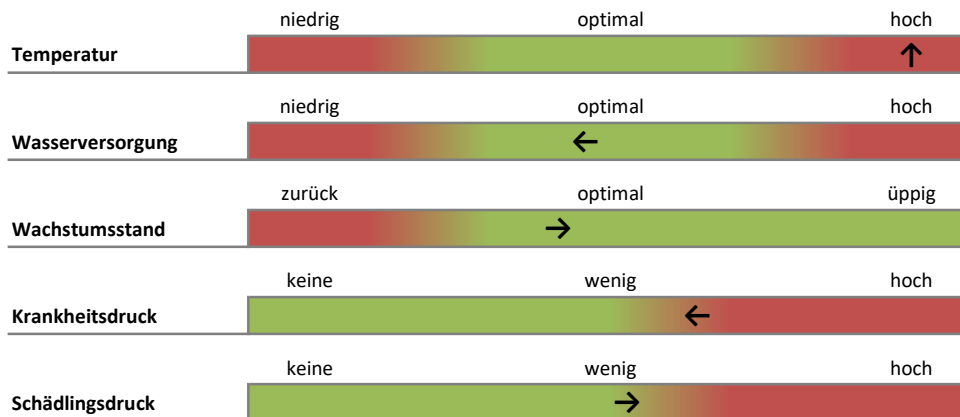 niedrig optimal hoch
Temperatur
niedrig optimal hoch
Wasserversorgung
zurück optimal üppig
Wachstumsstand
keine wenig hoch
Krankheitsdruck
keine wenig hoch
Schädlingsdruck